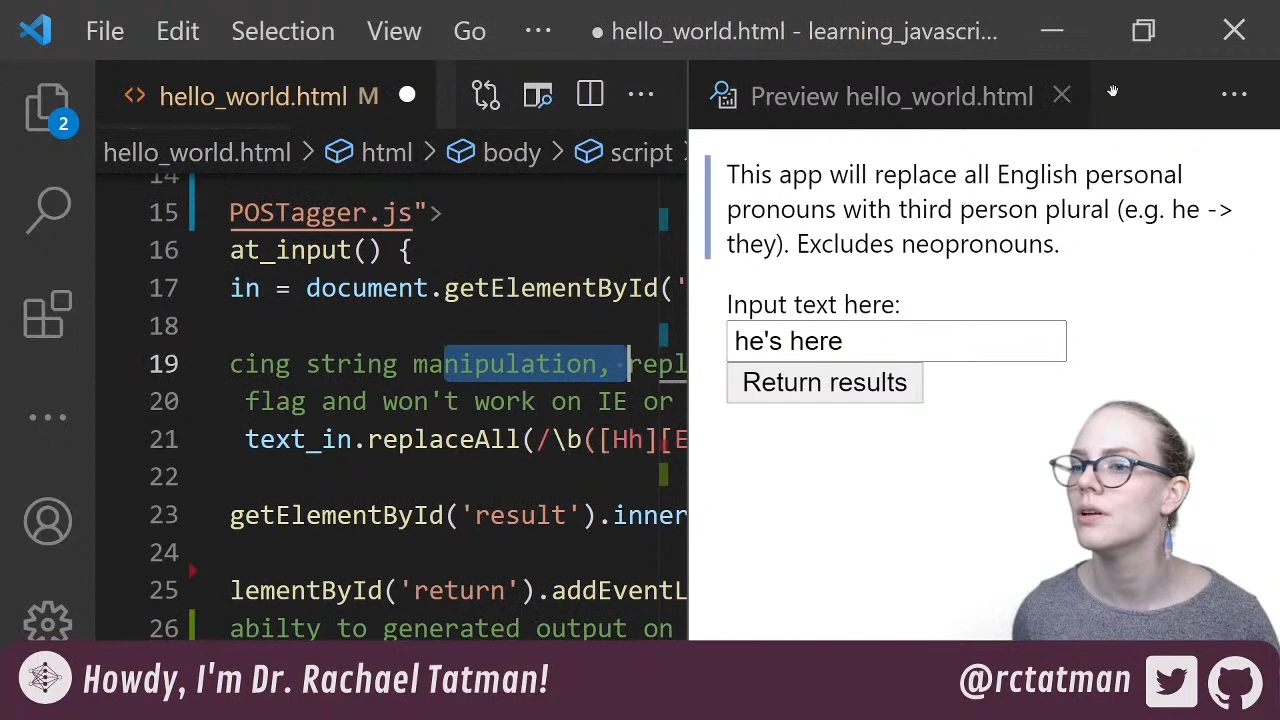 File Edit Selection View Go ··· ● hello_world.html - learning_javascri...
hello_world.html M
Preview hello_world.html
2
hello_world.html > html > body > script
14
15 POSTagger.js">
16 at_input() {
17 in = document.getElementById('
18
19 cing string manipulation, repl
20 flag and won't work on IE or
21 text_in.replaceAll(/\b([Hh][E
22
23 getElementById('result').inner
24
25 lementById('return').addEventL
26 abilty to generated output on
This app will replace all English personal
pronouns with third person plural (e.g. he ->
they). Excludes neopronouns.
Input text here:
he's here
Return results
Howdy, I'm Dr. Rachael Tatman!
@rctatman